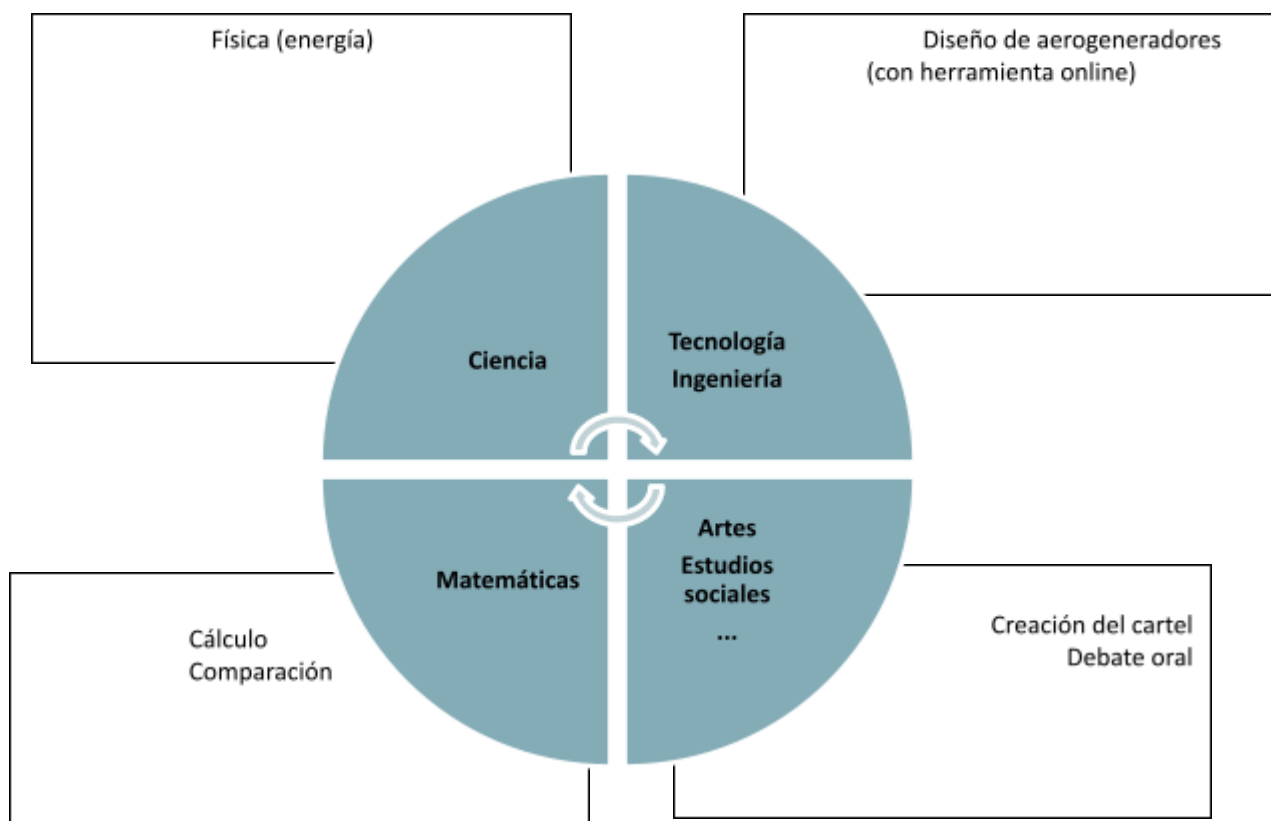 Física (energía)
Diseño de aerogeneradores
(con herramienta online)
Ciencia
Tecnología
Ingeniería
Matemáticas
Artes
Estudios
sociales
...
Cálculo
Comparación
Creación del cartel
Debate oral